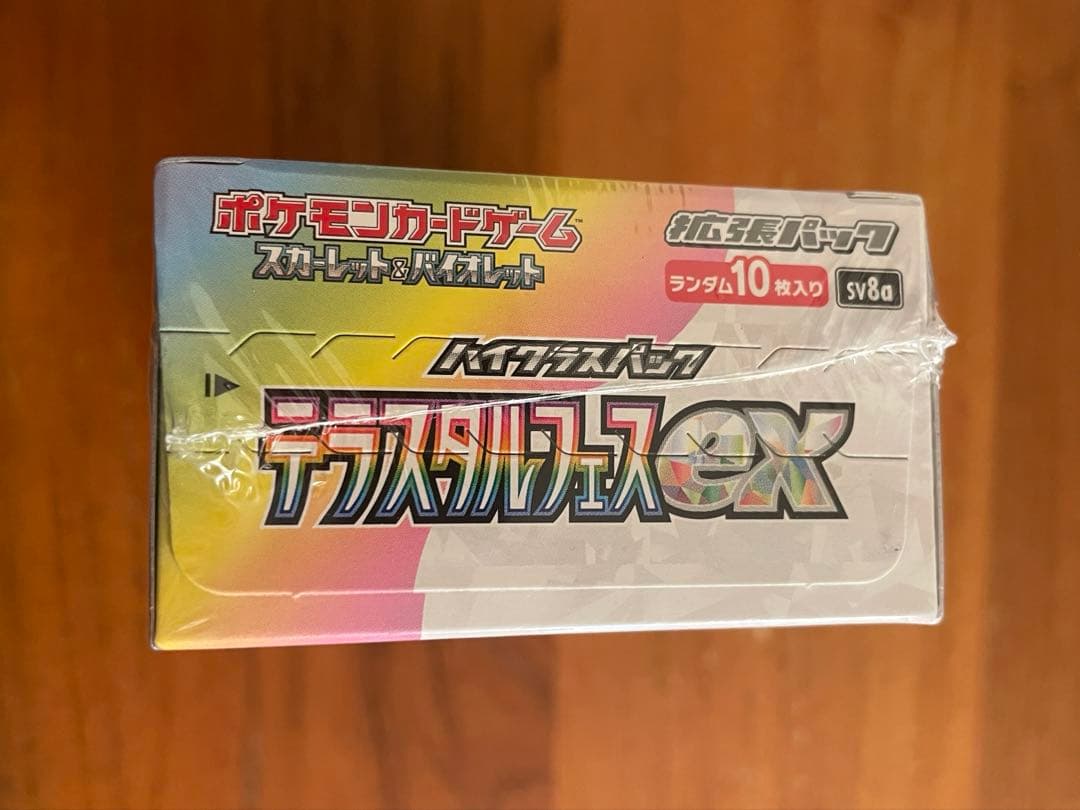 ポケモンカードゲーム™
スカーレット&バイオレット
拡張パック
ランダム10枚入り
SV8a
ハイクラスパック
テラスタルフェスex